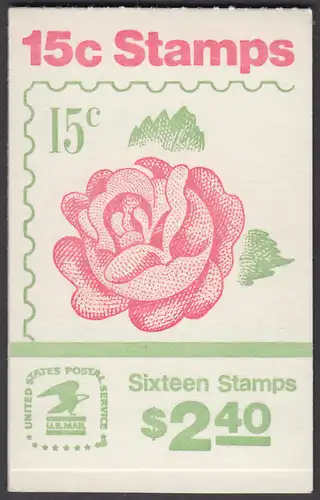 15c Stamps
15c
UNITED STATES POSTAL SERVICE
U.S.MAIL
Sixteen Stamps
$2.40